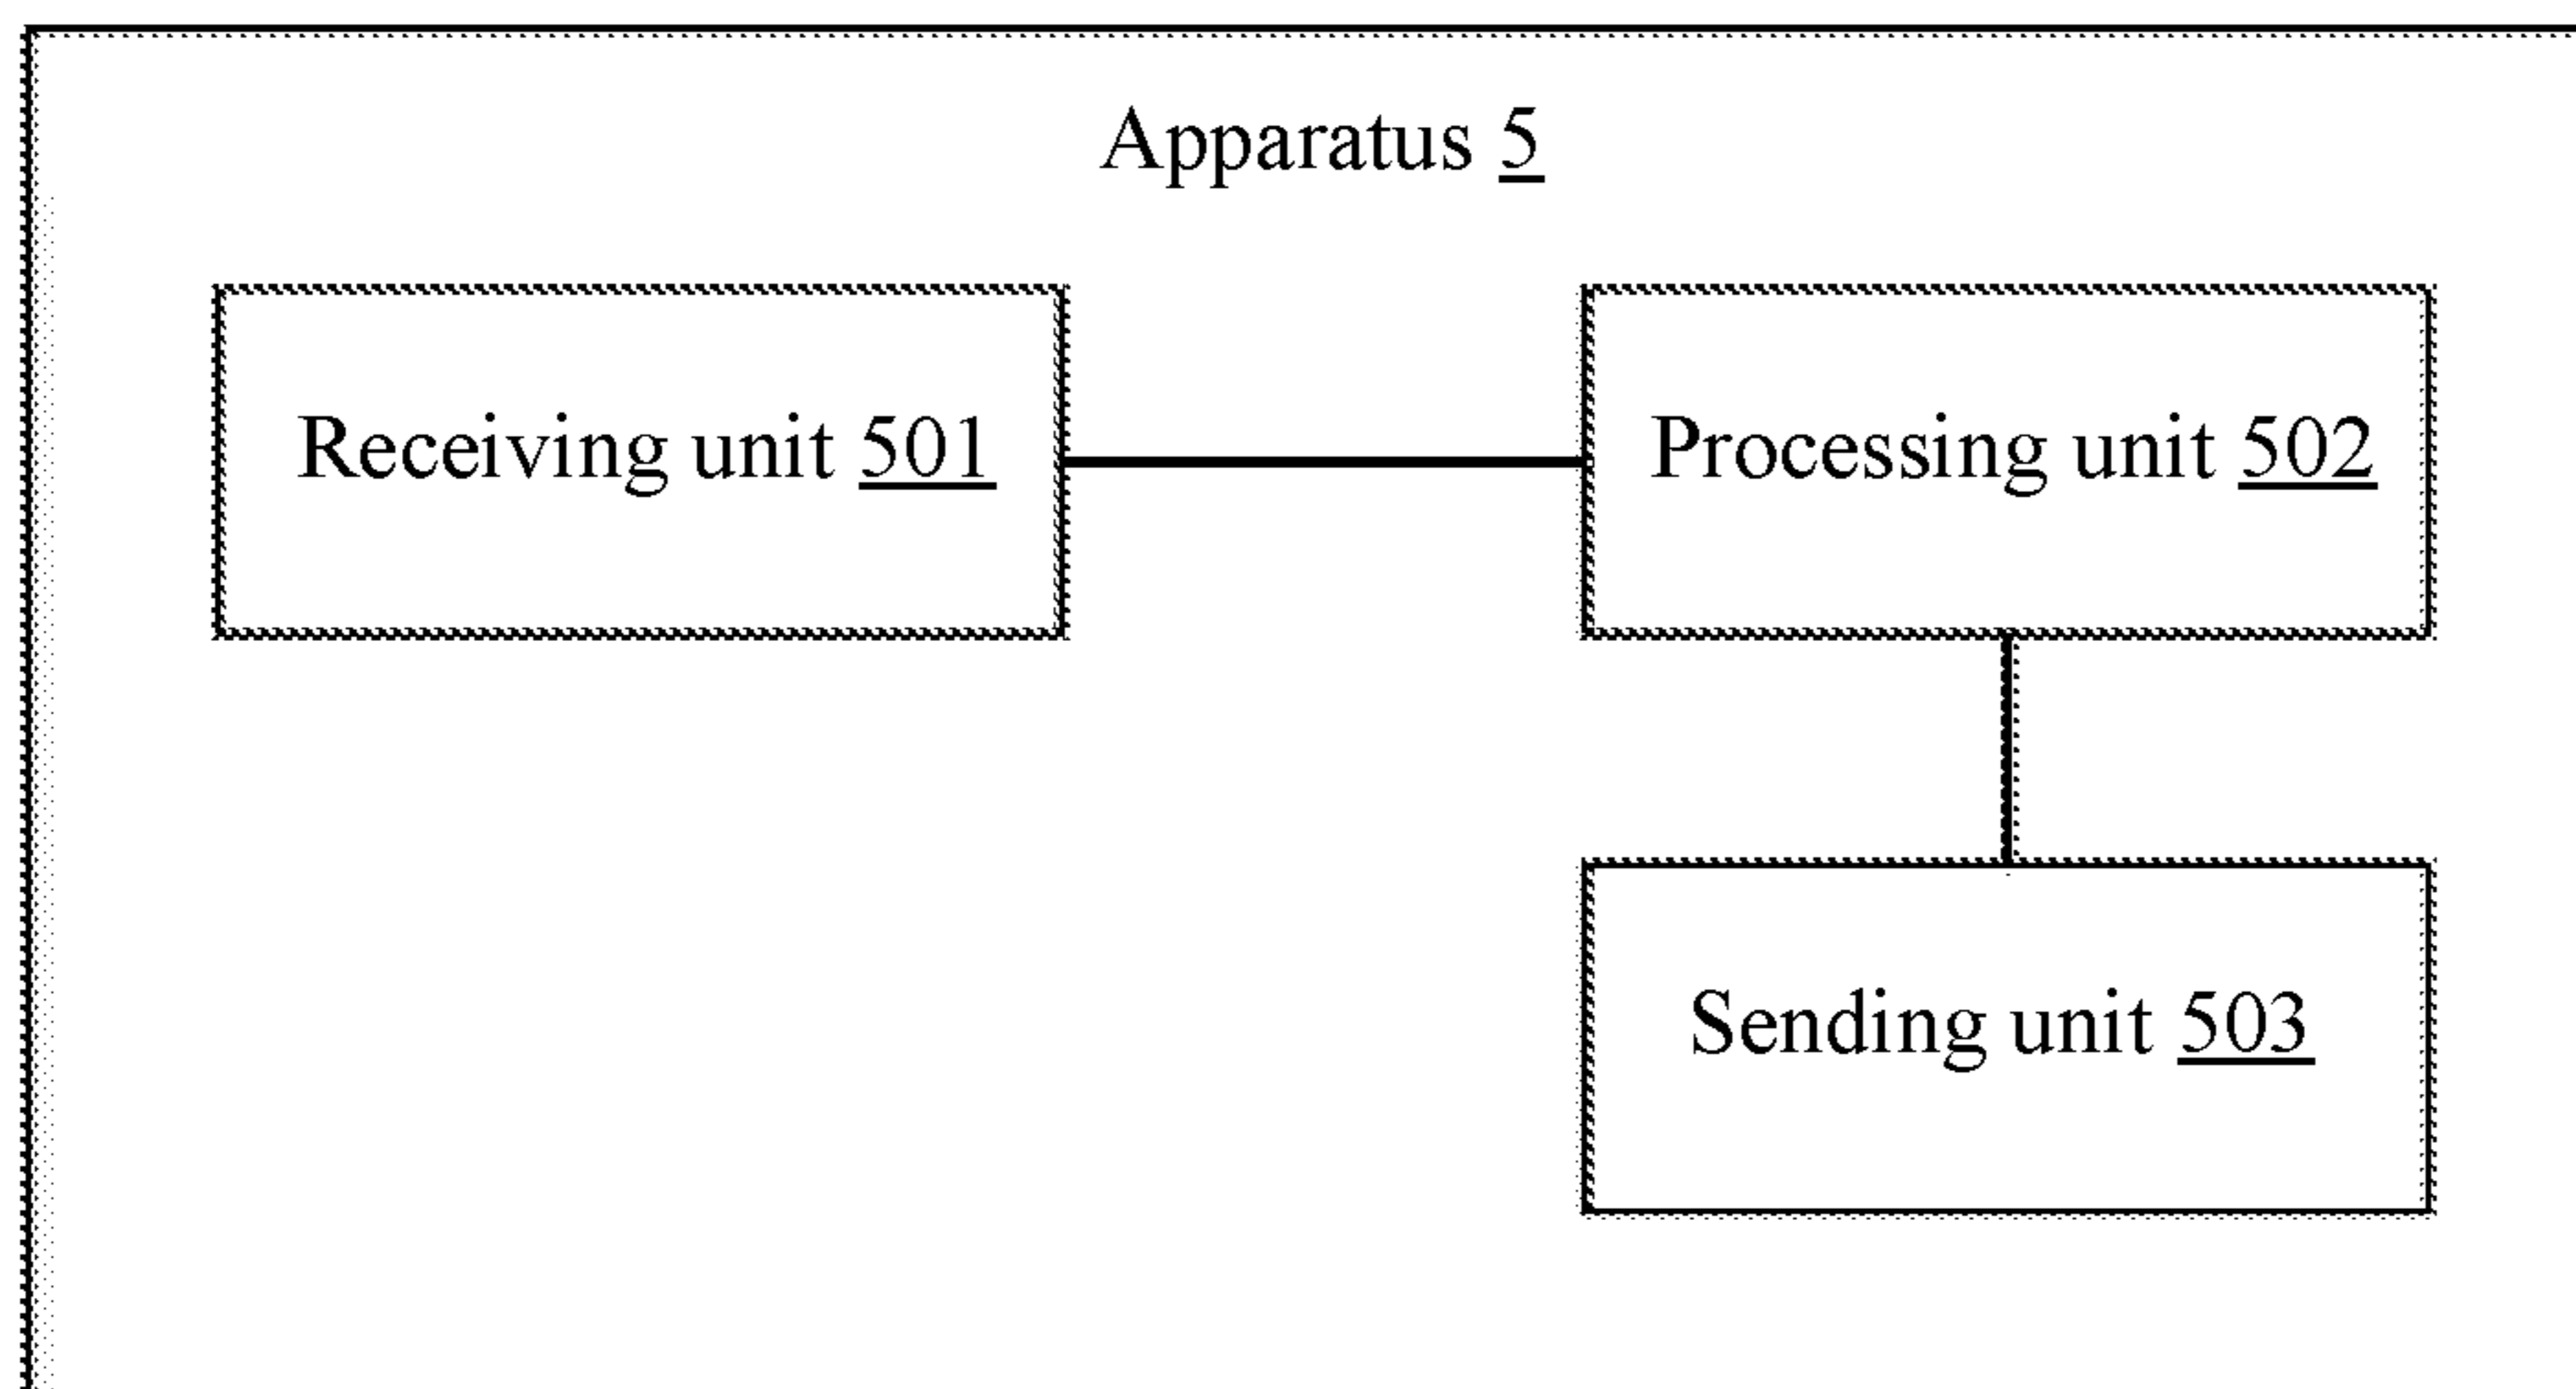 Apparatus 5
Receiving unit 501
Processing unit 502
Sending unit 503